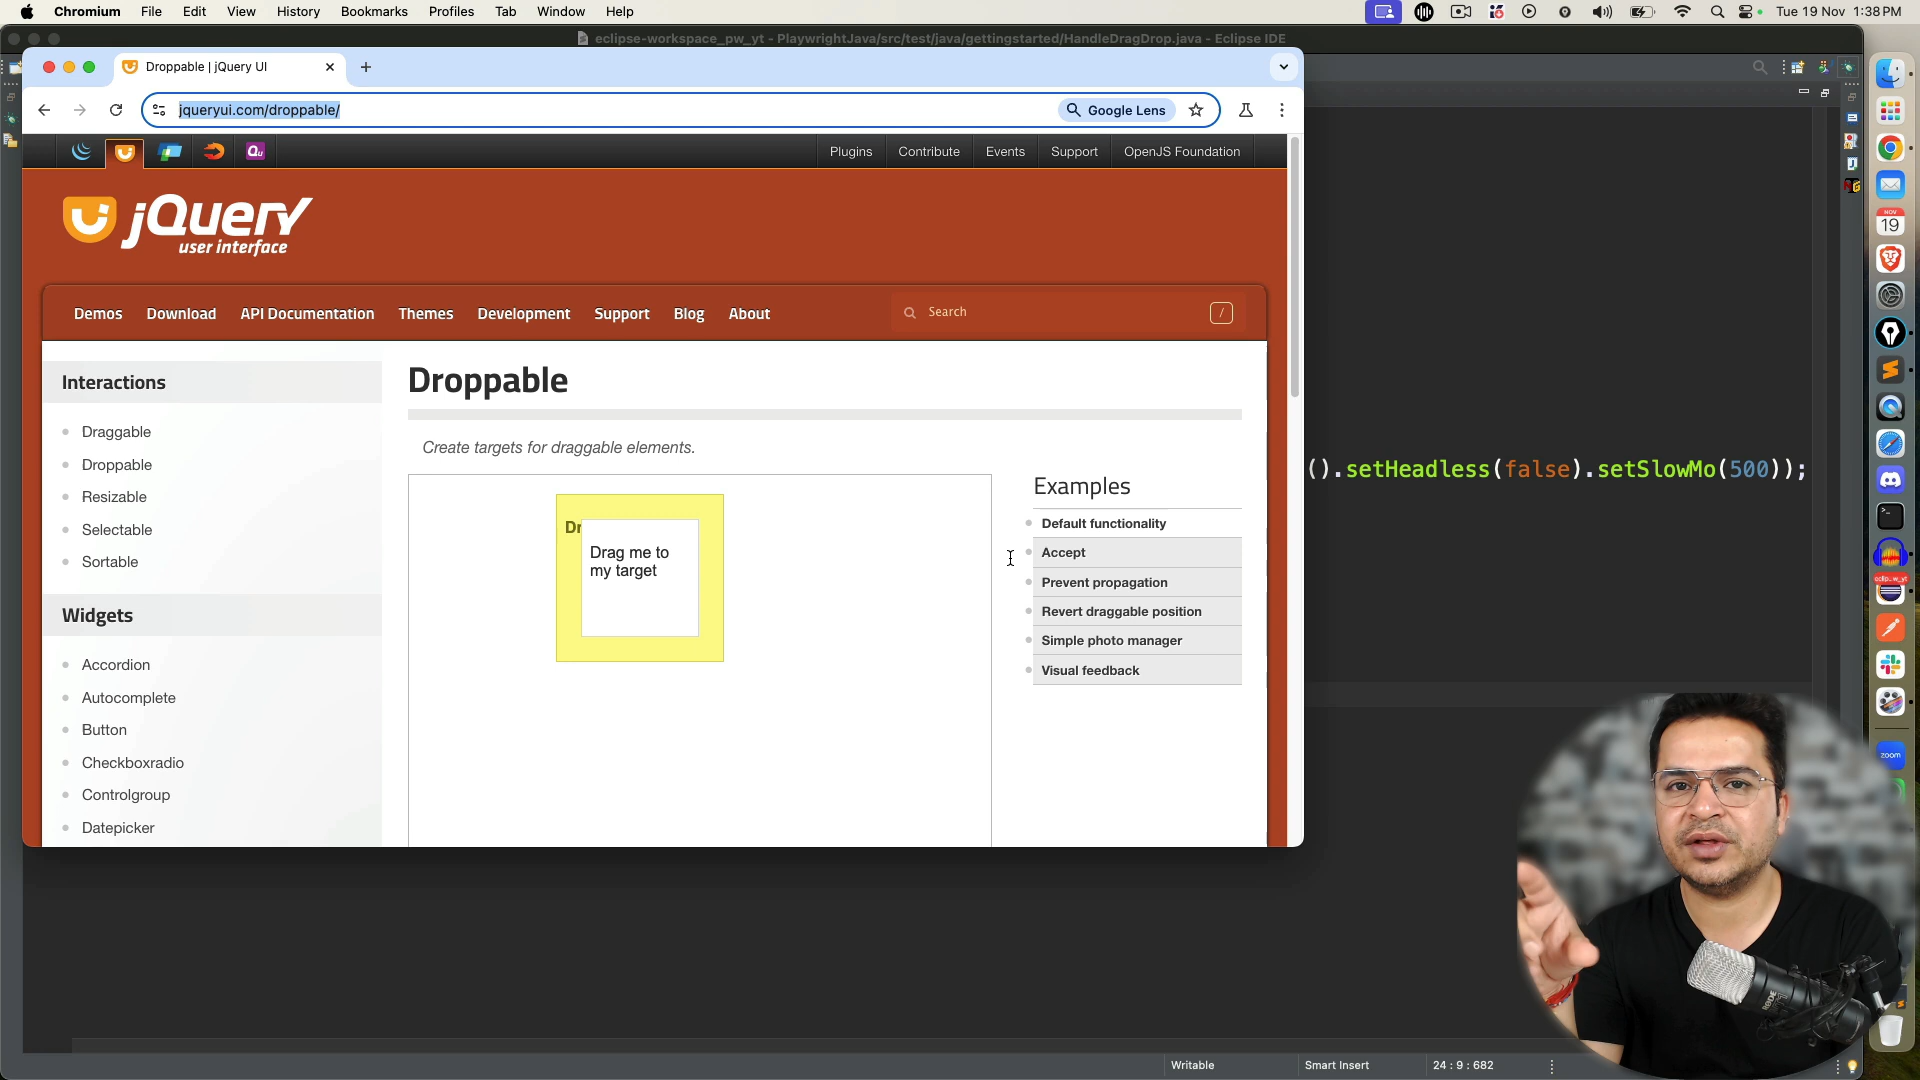 Chromium File Edit View History Bookmarks Profiles Tab Window Help
Tue 19 Nov 1:38 PM
eclipse-workspace_pw_yt - PlaywrightJava/src/test/java/gettingstarted/HandleDragDrop.java - Eclipse IDE
Droppable | jQuery UI
jqueryui.com/droppable/
Google Lens
Qu
Plugins Contribute Events Support OpenJS Foundation
jQuery
user interface
Demos Download API Documentation Themes Development Support Blog About
Search
/
Interactions
Draggable
Droppable
Resizable
Selectable
Sortable
Widgets
Accordion
Autocomplete
Button
Checkboxradio
Controlgroup
Datepicker
Droppable
Create targets for draggable elements.
Dr
Drag me to
my target
Examples
Default functionality
Accept
Prevent propagation
Revert draggable position
Simple photo manager
Visual feedback
().setHeadless(false).setSlowMo(500));
NOV
19
zoom
RODE
Writable
Smart Insert
24 : 9 : 682